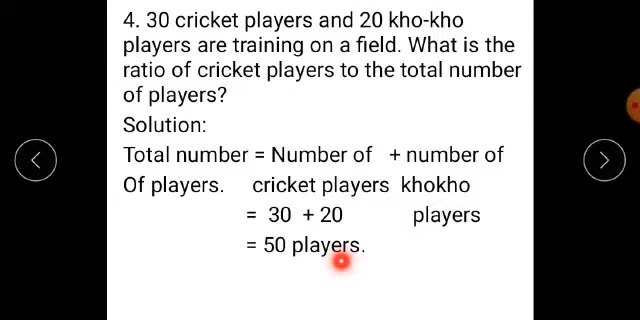 4. 30 cricket players and 20 kho-kho
players are training on a field. What is the
ratio of cricket players to the total number
of players?
Solution:
Total number = Number of + number of
Of players. cricket players khokho
= 30 + 20 players
= 50 players.